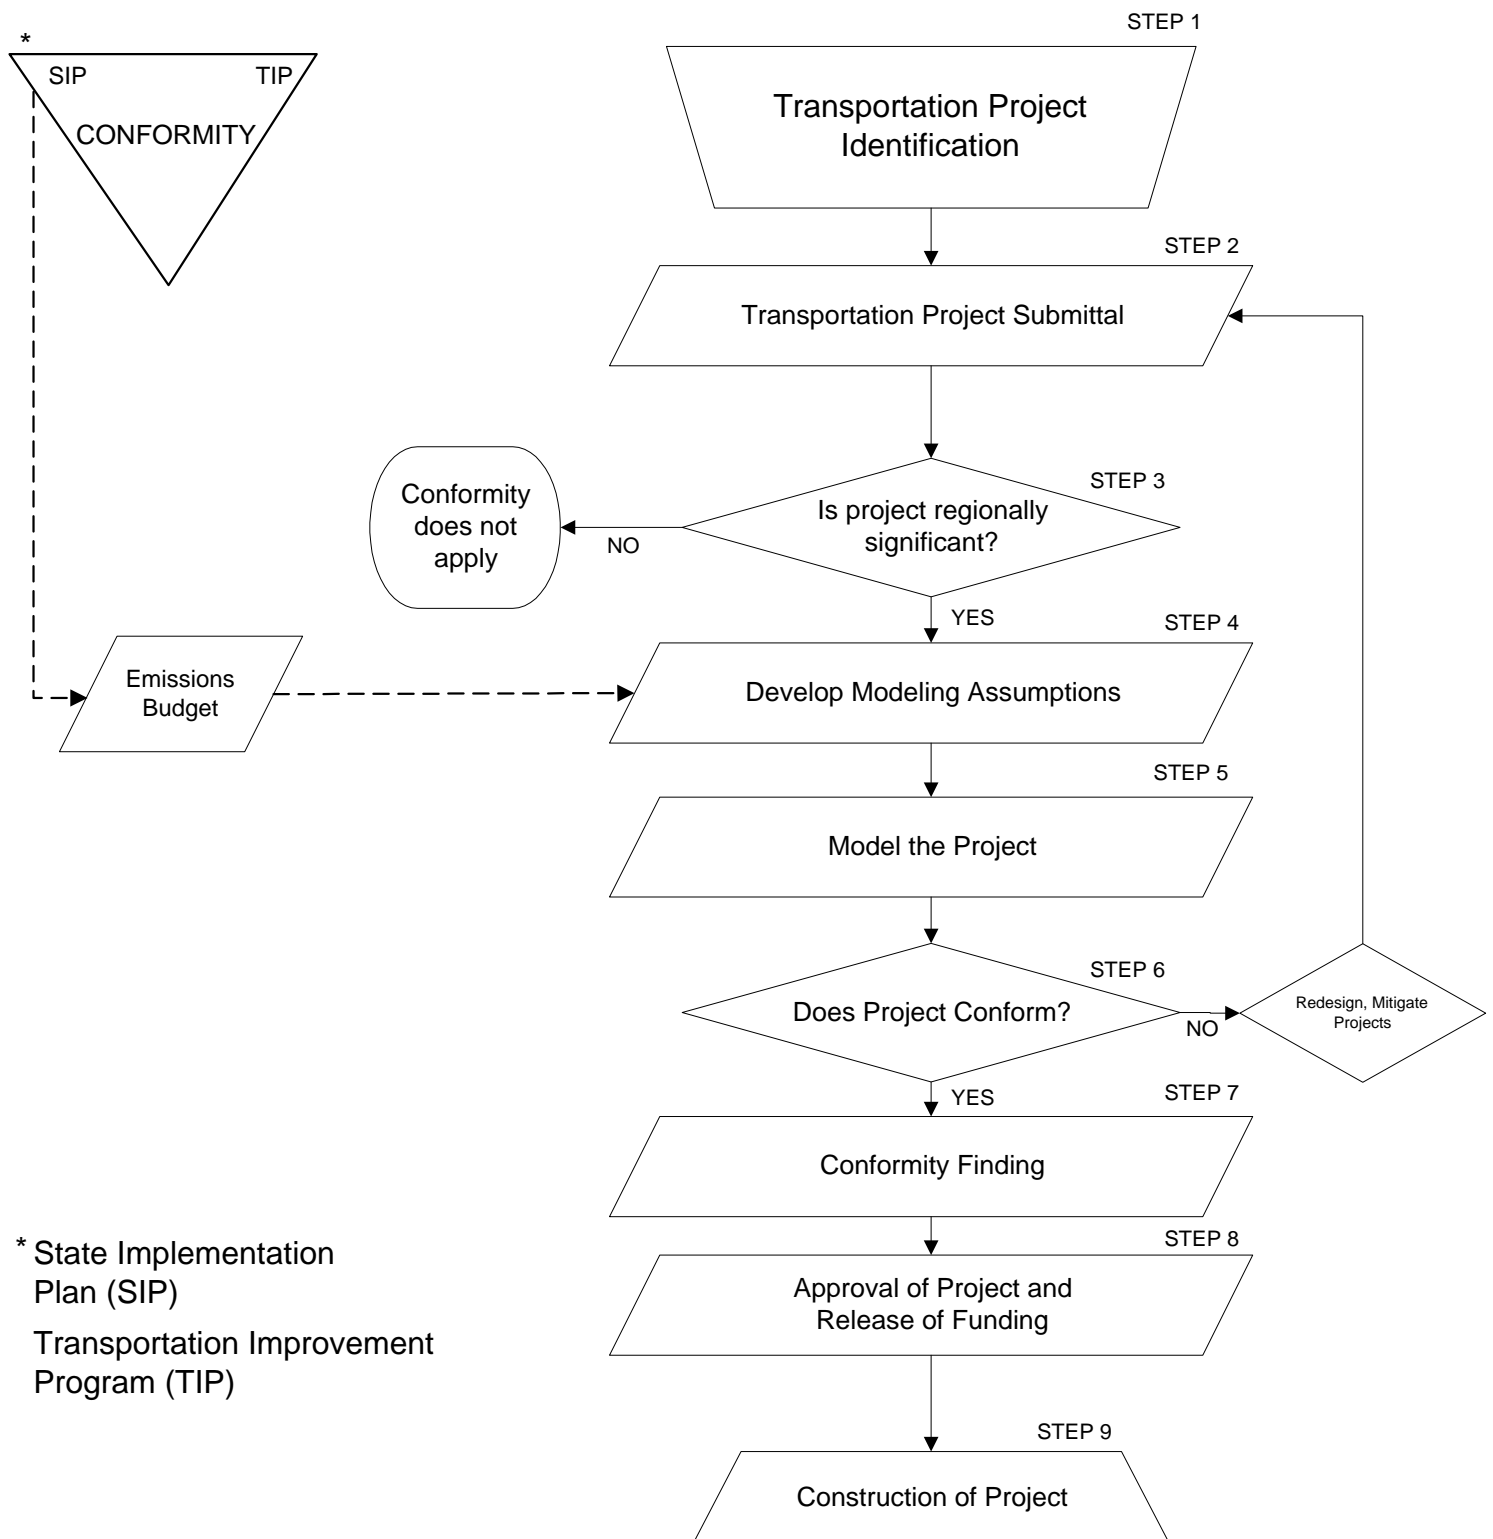 *
SIP TIP
CONFORMITY
STEP 1
Transportation Project
Identification
STEP 2
Transportation Project Submittal
STEP 3
Is project regionally
significant?
NO
Conformity
does not
apply
YES
STEP 4
Develop Modeling Assumptions
Emissions
Budget
STEP 5
Model the Project
STEP 6
Does Project Conform?
NO
Redesign, Mitigate
Projects
YES
STEP 7
Conformity Finding
STEP 8
Approval of Project and
Release of Funding
STEP 9
Construction of Project
* State Implementation
Plan (SIP)
Transportation Improvement
Program (TIP)